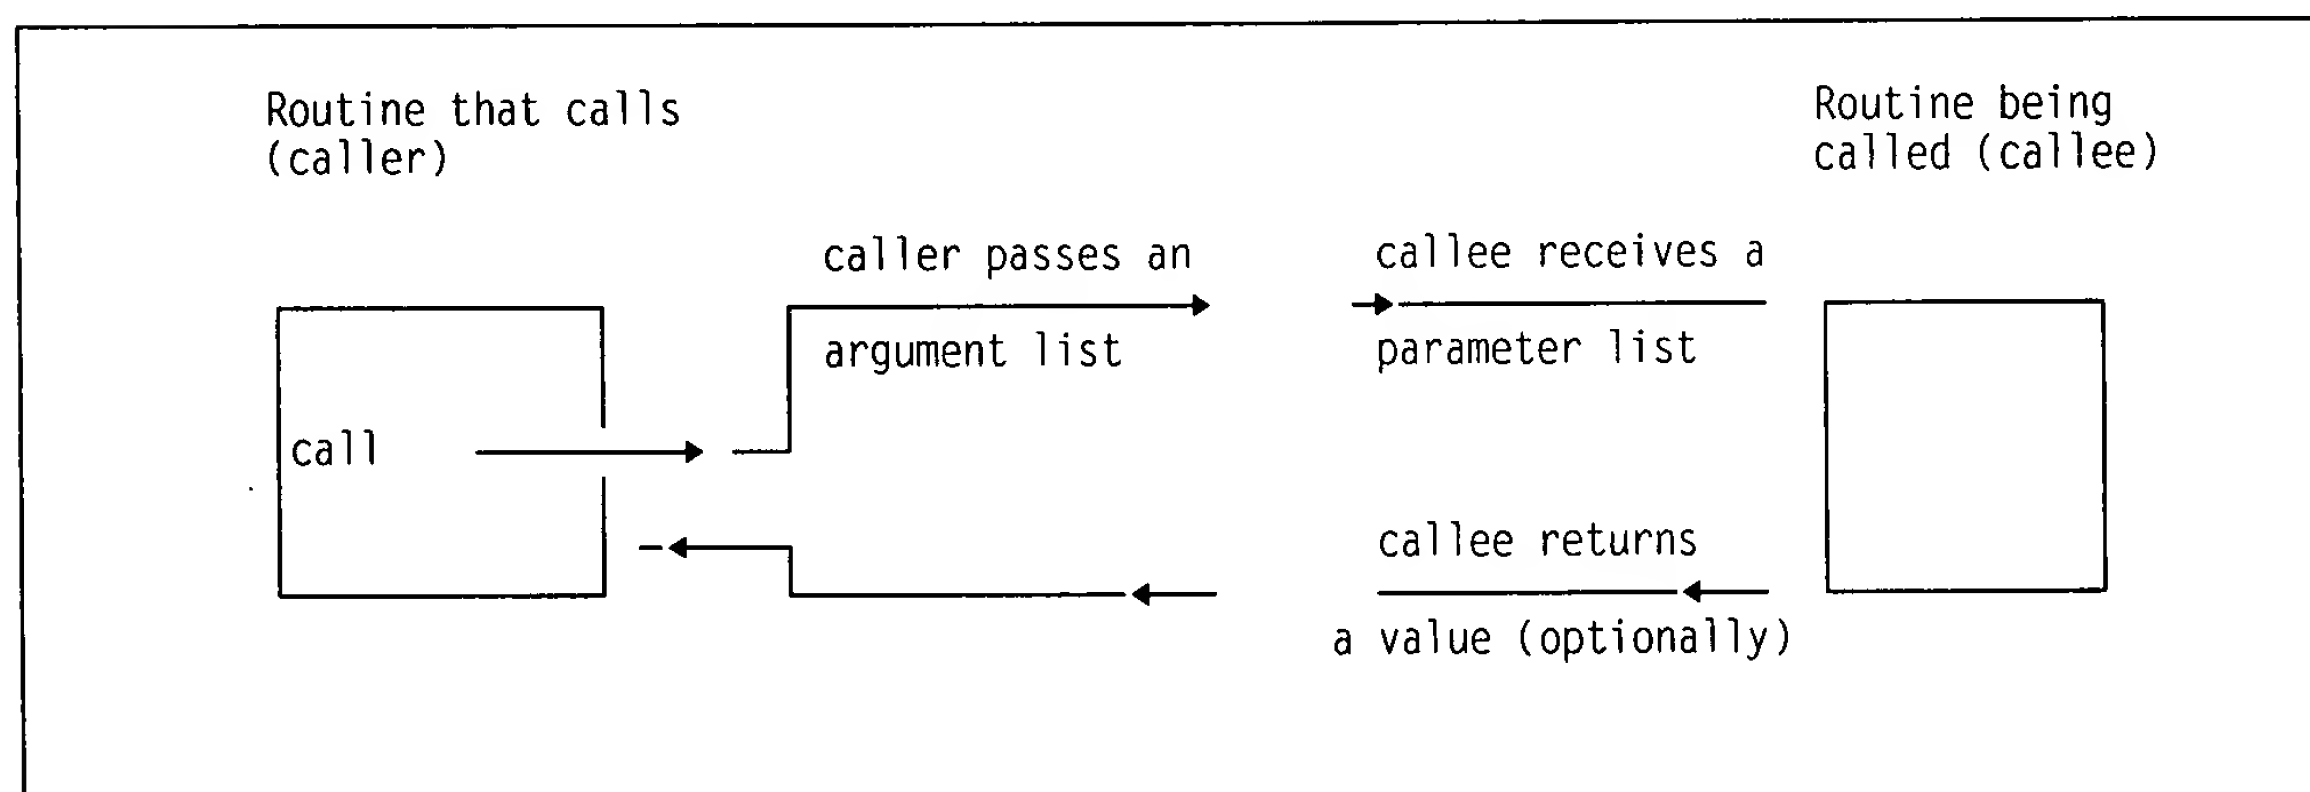 Routine that calls
(caller)
Routine being
called (callee)
caller passes an
argument list
callee receives a
parameter list
call
callee returns
a value (optionally)